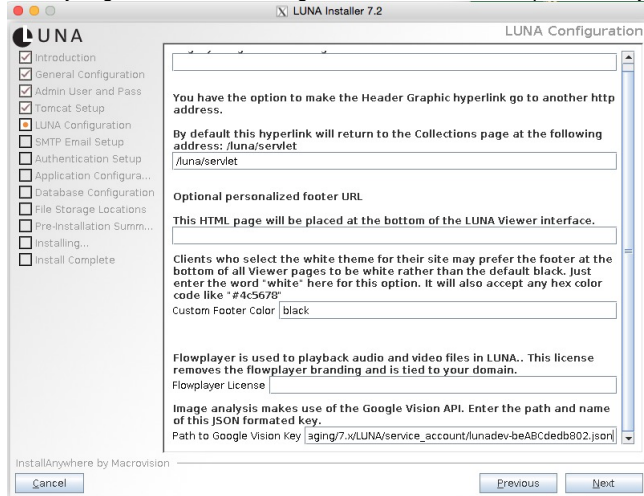 LUNA Installer 7.2
LUNA
LUNA Configuration
Introduction
General Configuration
Admin User and Pass
Tomcat Setup
LUNA Configuration
SMTP Email Setup
Authentication Setup
Application Configura...
Database Configuration
File Storage Locations
Pre-Installation Summ...
Installing...
Install Complete
You have the option to make the Header Graphic hyperlink go to another http
address.
By default this hyperlink will return to the Collections page at the following
address: /luna/servlet
/luna/servlet
Optional personalized footer URL
This HTML page will be placed at the bottom of the LUNA Viewer interface.
Clients who select the white theme for their site may prefer the footer at the
bottom of all Viewer pages to be white rather than the default black. Just
enter the word "white" here for this option. It will also accept any hex color
code like "#4c5678"
Custom Footer Color black
Flowplayer is used to playback audio and video files in LUNA.. This license
removes the flowplayer branding and is tied to your domain.
Flowplayer License
Image analysis makes use of the Google Vision API. Enter the path and name
of this JSON formated key.
Path to Google Vision Key aging/7.x/LUNA/service_account/lunadev-beABCdedb802.json
InstallAnywhere by Macrovision
Cancel
Previous
Next